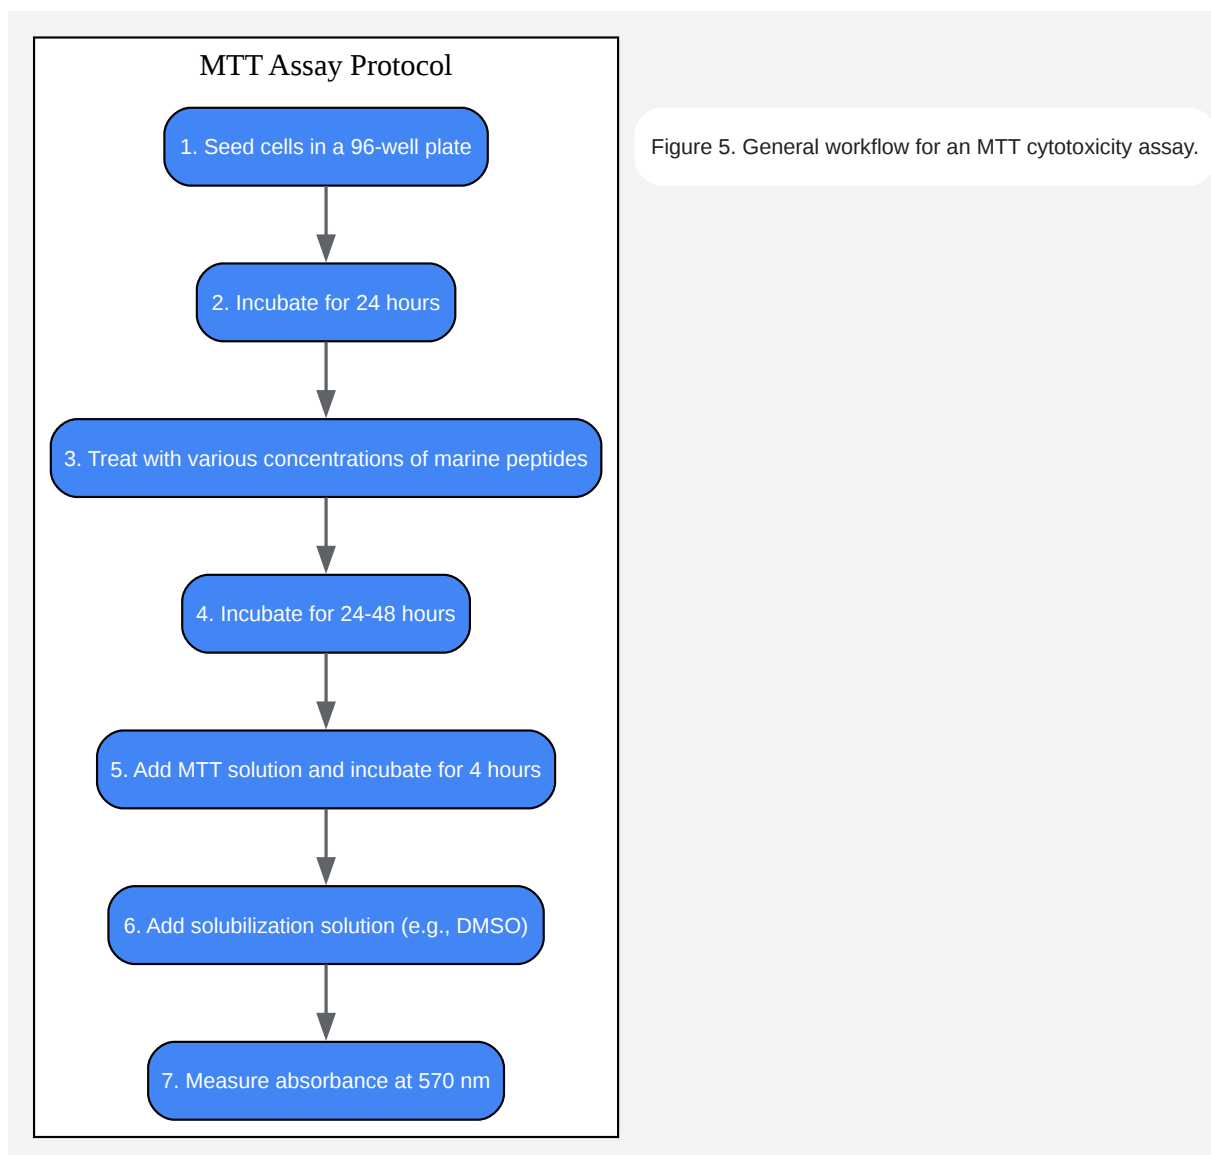 MTT Assay Protocol
1. Seed cells in a 96-well plate
Figure 5. General workflow for an MTT cytotoxicity assay.
2. Incubate for 24 hours
3. Treat with various concentrations of marine peptides
4. Incubate for 24-48 hours
5. Add MTT solution and incubate for 4 hours
6. Add solubilization solution (e.g., DMSO)
7. Measure absorbance at 570 nm